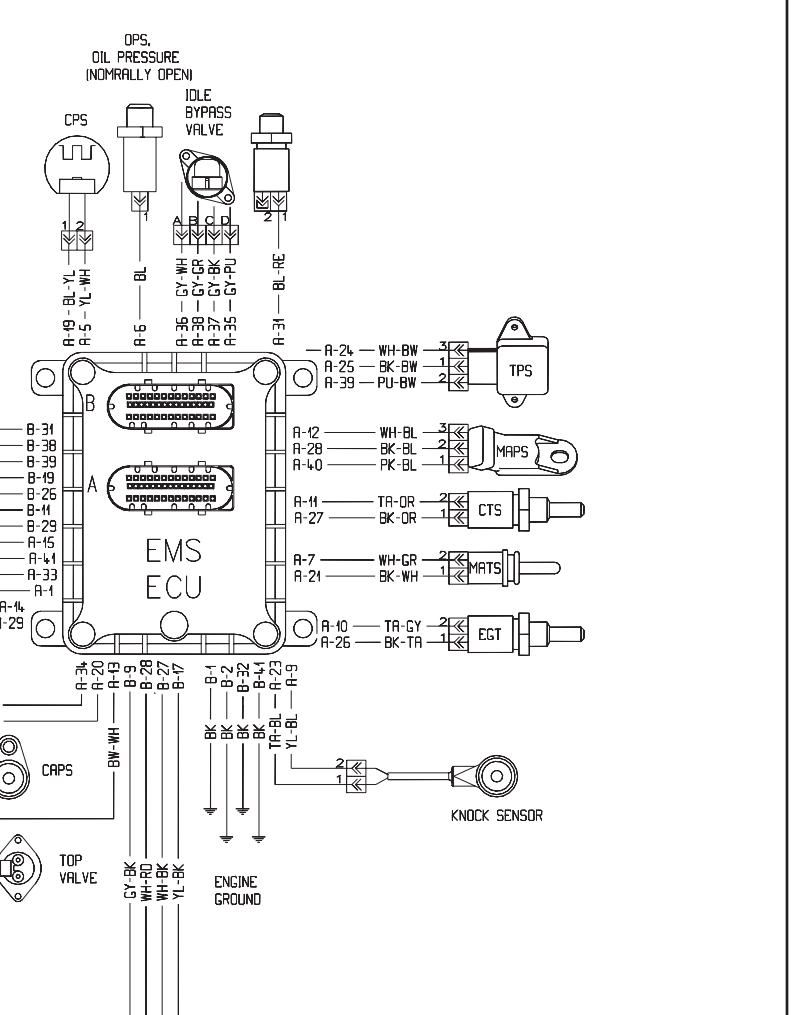 OPS,
OIL PRESSURE
(NOMRALLY OPEN)
IDLE
BYPASS
VALVE
CPS
1 2
1
A B C D
2 1
A-19 BL-YL
A-5 YL-WH
A-6 BL
A-36 GY-WH
A-38 GY-GR
A-37 GY-BK
A-35 GY-PU
A-31 BL-RE
A-24 WH-BW 3
A-25 BK-BW 1
A-39 PU-BW 2
TPS
A-12 WH-BL 3
A-28 BK-BL 2
A-40 PK-BL 1
MAPS
A-11 TA-OR 2
A-27 BK-OR 1
CTS
A-7 WH-GR 2
A-21 BK-WH 1
MATS
A-10 TA-GY 2
A-26 BK-TA 1
EGT
B
A
EMS
ECU
B-31
B-38
B-39
B-19
B-26
B-11
B-29
A-15
A-41
A-33
A-1
A-14
-29
A-34
A-20
A-13 BW-WH
B-9 GY-BK
B-28 WH-RD
B-27 WH-BK
B-17 YL-BK
B-1 BK
B-2 BK
B-32 BK
B-41 BK
A-23 TA-BL
A-9 YL-BL
2
1
KNOCK SENSOR
CAPS
TOP
VALVE
ENGINE
GROUND